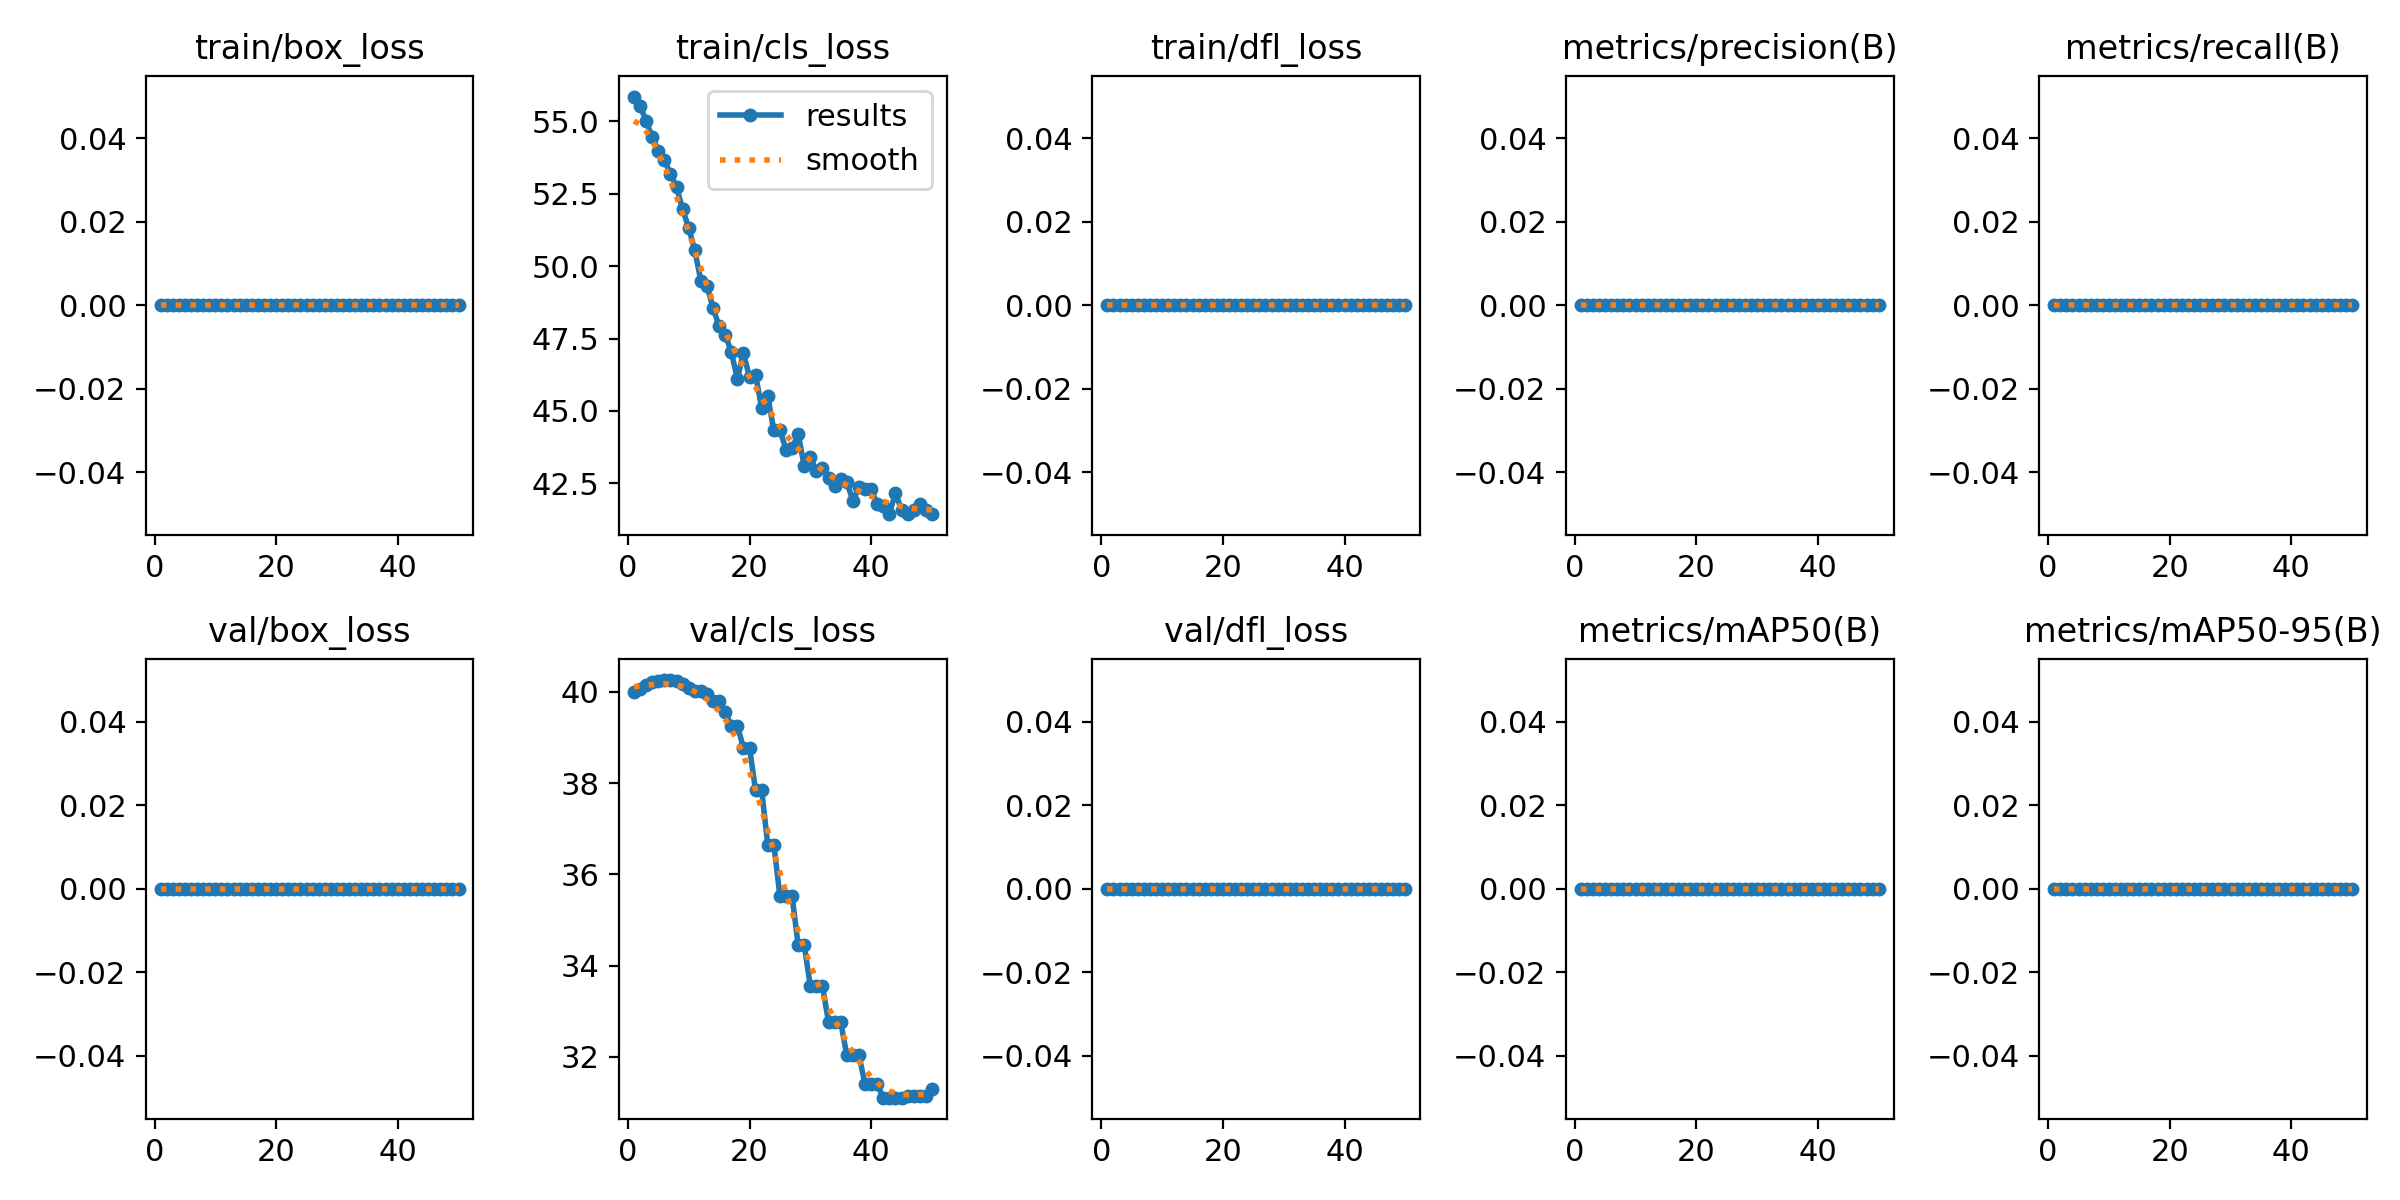 train/box_loss
train/cls_loss
train/dfl_loss
metrics/precision(B)
metrics/recall(B)
0.04
0.02
0.00
−0.02
−0.04
0 20 40
55.0
52.5
50.0
47.5
45.0
42.5
results
smooth
0 20 40
0.04
0.02
0.00
−0.02
−0.04
0 20 40
0.04
0.02
0.00
−0.02
−0.04
0 20 40
0.04
0.02
0.00
−0.02
−0.04
0 20 40
val/box_loss
val/cls_loss
val/dfl_loss
metrics/mAP50(B)
metrics/mAP50-95(B)
0.04
0.02
0.00
−0.02
−0.04
0 20 40
40
38
36
34
32
0 20 40
0.04
0.02
0.00
−0.02
−0.04
0 20 40
0.04
0.02
0.00
−0.02
−0.04
0 20 40
0.04
0.02
0.00
−0.02
−0.04
0 20 40